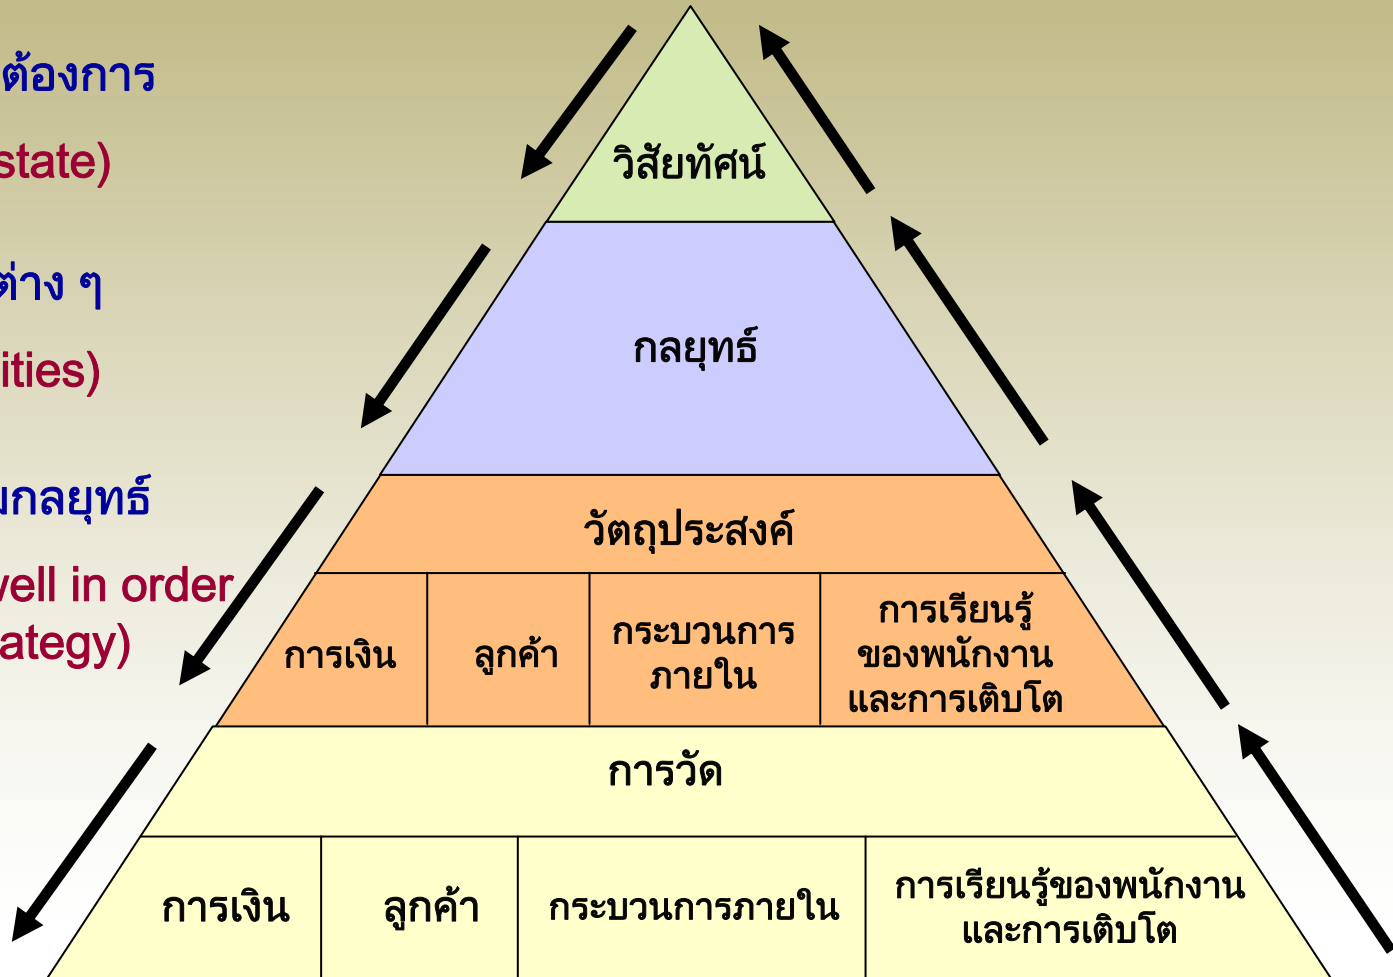 ต้องการ
state)
ต่าง ๆ
ities)
กลยุทธ์
well in order
ategy)
วิสัยทัศน์
กลยุทธ์
วัตถุประสงค์
การเงิน
ลูกค้า
กระบวนการ
ภายใน
การเรียนรู้
ของพนักงาน
และการเติบโต
การวัด
การเงิน
ลูกค้า
กระบวนการภายใน
การเรียนรู้ของพนักงาน
และการเติบโต